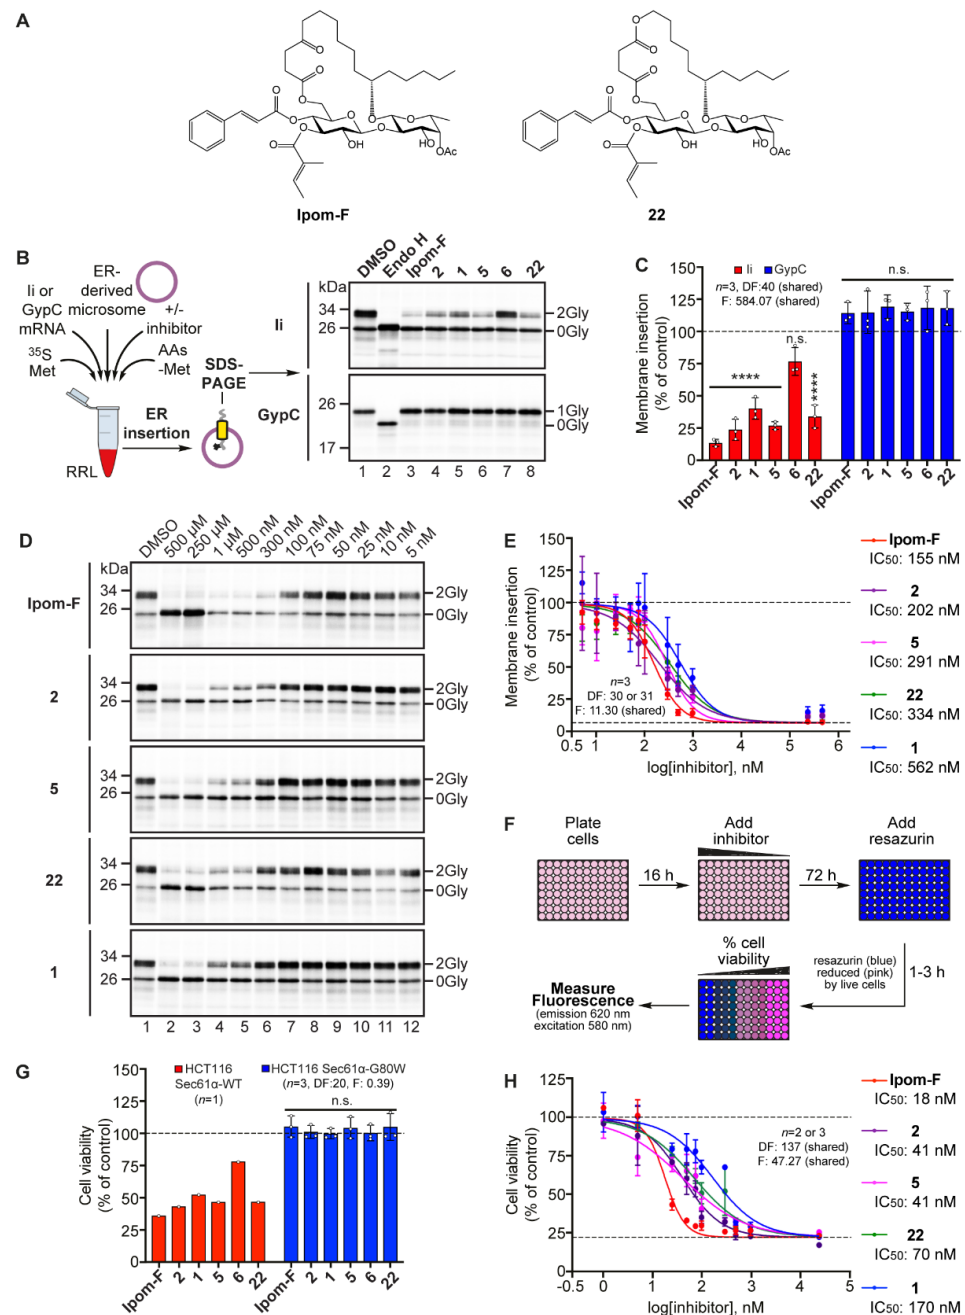 A
O
O
O
O
O
O
O
O
O
O
O
OH
HO
OAc
Ipom-F
O
O
O
O
O
O
O
O
O
O
O
O
OH
HO
OAc
22
B
Ii or
GypC
mRNA
ER-
derived
microsome
+/-
inhibitor
35S
Met
AAs
-Met
RRL
ER
insertion
SDS-
PAGE
DMSO
Endo H
Ipom-F
2
1
5
6
22
kDa
34
26
Ii
2Gly
0Gly
26
17
GypC
1Gly
0Gly
1 2 3 4 5 6 7 8
C
Ii GypC
n=3, DF:40 (shared)
F: 584.07 (shared)
n.s.
n.s.
****
****
Membrane insertion
(% of control)
150
125
100
75
50
25
0
Ipom-F 2 1 5 6 22 Ipom-F 2 1 5 6 22
D
DMSO
500 µM
250 µM
1 µM
500 nM
300 nM
100 nM
75 nM
50 nM
25 nM
10 nM
5 nM
kDa
Ipom-F
34
26
2Gly
0Gly
2
34
26
2Gly
0Gly
5
34
26
2Gly
0Gly
22
34
26
2Gly
0Gly
1
34
26
2Gly
0Gly
1 2 3 4 5 6 7 8 9 10 11 12
E
Membrane insertion
(% of control)
150
125
100
75
50
25
0
n=3
DF: 30 or 31
F: 11.30 (shared)
0.5 1 2 3 4 5 6
log[inhibitor], nM
Ipom-F
IC50: 155 nM
2
IC50: 202 nM
5
IC50: 291 nM
22
IC50: 334 nM
1
IC50: 562 nM
F
Plate
cells
16 h
Add
inhibitor
72 h
Add
resazurin
1-3 h
resazurin (blue)
reduced (pink)
by live cells
% cell
viability
Measure
Fluorescence
(emission 620 nm
excitation 580 nm)
G
HCT116
Sec61α-WT
(n=1)
HCT116 Sec61α-G80W
(n=3, DF:20, F: 0.39)
n.s.
Cell viability
(% of control)
150
125
100
75
50
25
0
Ipom-F 2 1 5 6 22 Ipom-F 2 1 5 6 22
H
Cell viability
(% of control)
125
100
75
50
25
0
n=2 or 3
DF: 137 (shared)
F: 47.27 (shared)
-0.5 0 1 2 3 4 5
log[inhibitor], nM
Ipom-F
IC50: 18 nM
2
IC50: 41 nM
5
IC50: 41 nM
22
IC50: 70 nM
1
IC50: 170 nM